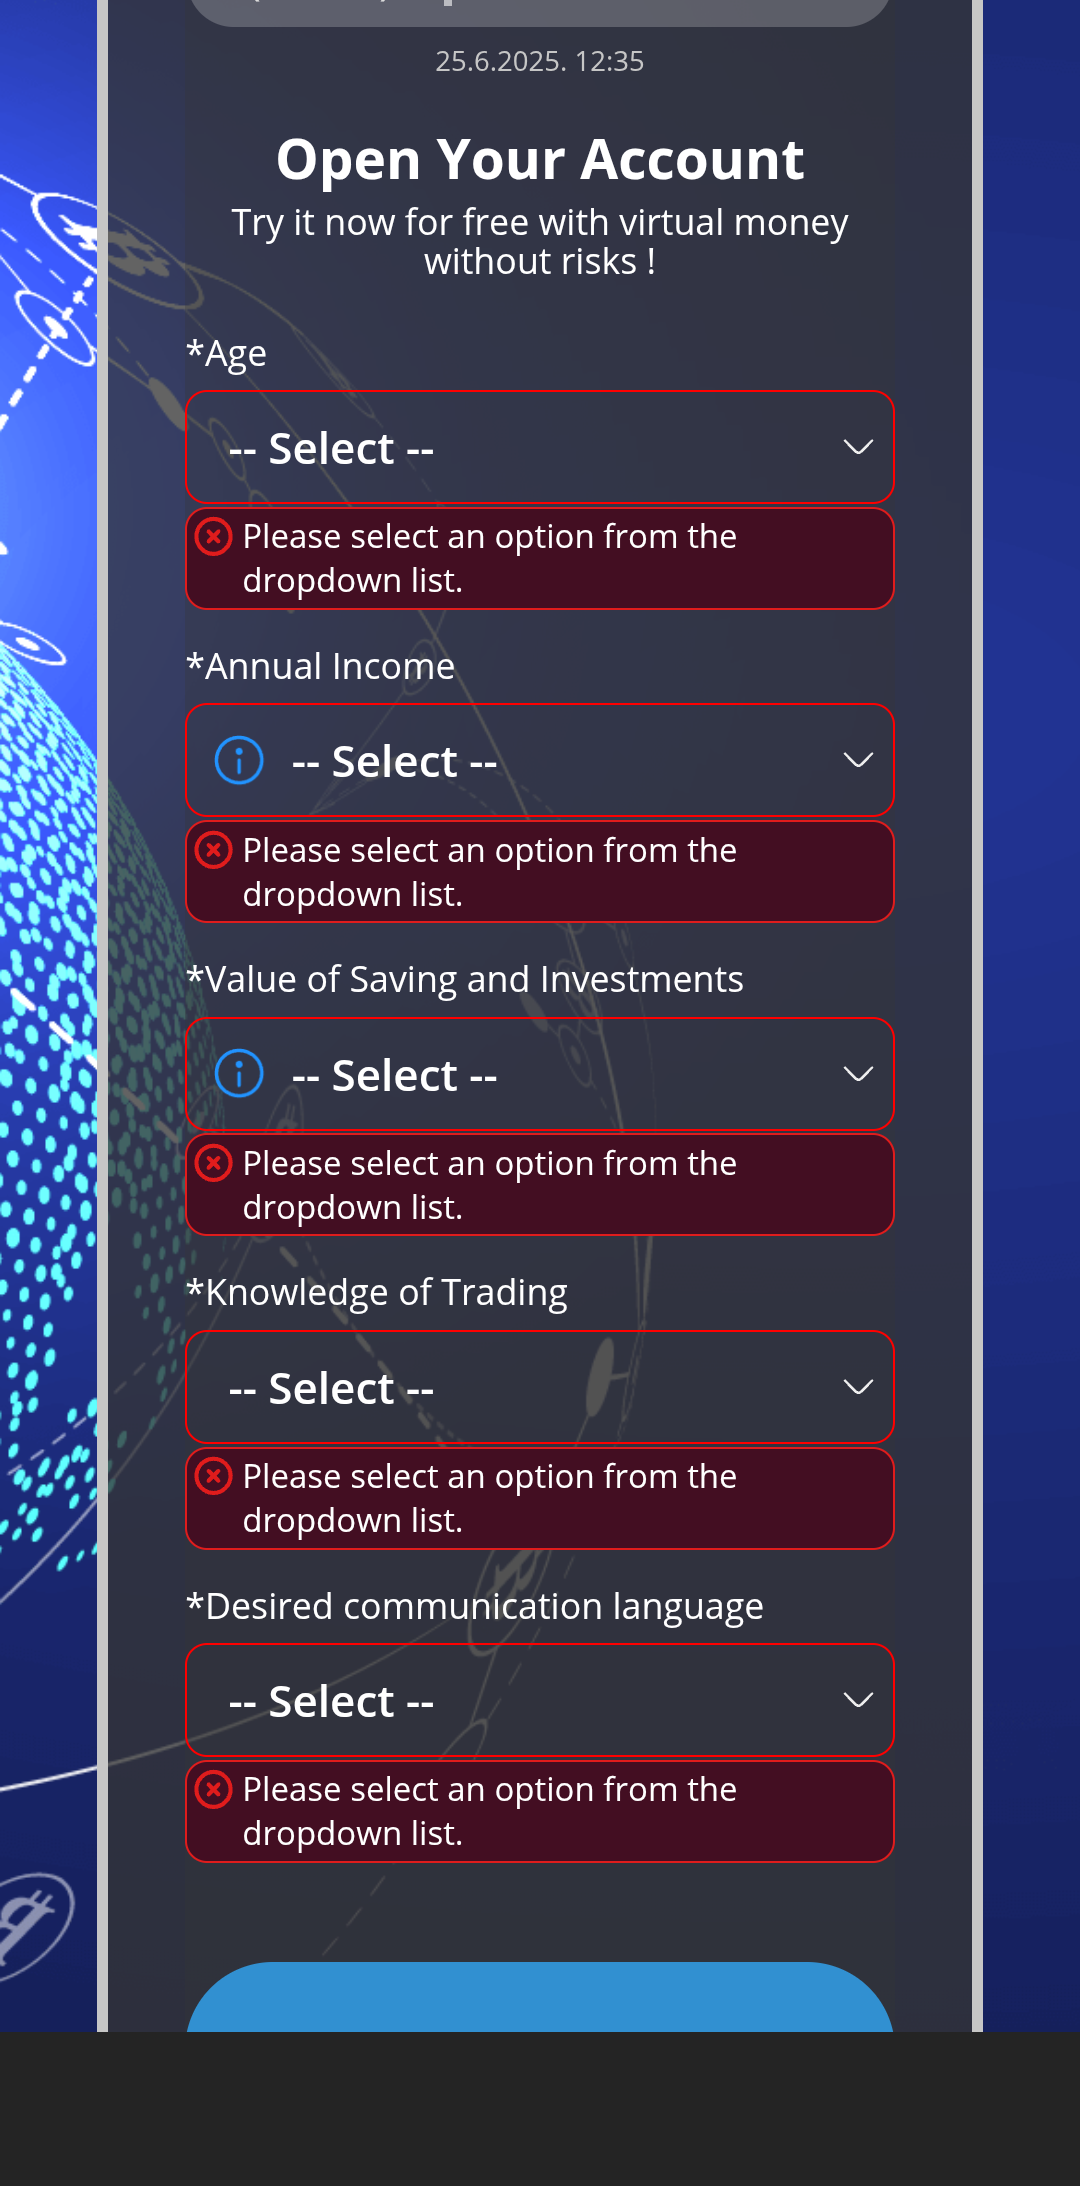 25.6.2025. 12:35
Open Your Account
Try it now for free with virtual money
without risks !
*Age
-- Select --
Please select an option from the
dropdown list.
*Annual Income
-- Select --
Please select an option from the
dropdown list.
*Value of Saving and Investments
-- Select --
Please select an option from the
dropdown list.
*Knowledge of Trading
-- Select --
Please select an option from the
dropdown list.
*Desired communication language
-- Select --
Please select an option from the
dropdown list.